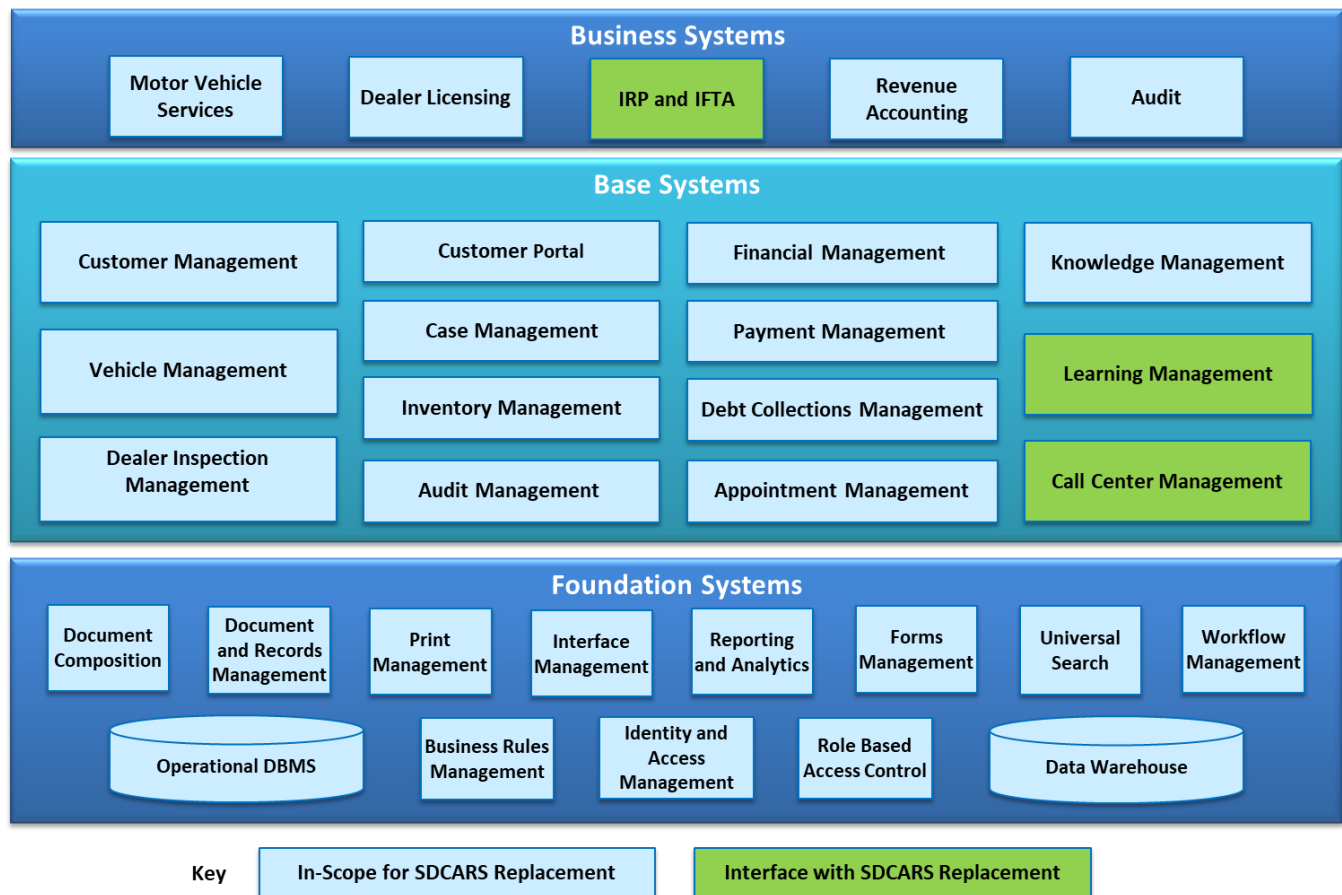 Business Systems
Motor Vehicle
Services
Dealer Licensing
IRP and IFTA
Revenue
Accounting
Audit
Base Systems
Customer Management
Vehicle Management
Dealer Inspection
Management
Customer Portal
Case Management
Inventory Management
Audit Management
Financial Management
Payment Management
Debt Collections Management
Appointment Management
Knowledge Management
Learning Management
Call Center Management
Foundation Systems
Document
Composition
Document
and Records
Management
Print
Management
Interface
Management
Reporting
and Analytics
Forms
Management
Universal
Search
Workflow
Management
Operational DBMS
Business Rules
Management
Identity and
Access
Management
Role Based
Access Control
Data Warehouse
Key
In-Scope for SDCARS Replacement
Interface with SDCARS Replacement